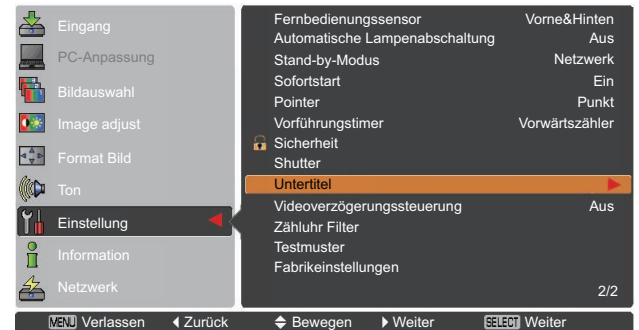 Eingang
PC-Anpassung
Bildauswahl
Image adjust
Format Bild
Ton
Einstellung
Information
Netzwerk
Fernbedienungssensor Vorne&Hinten
Automatische Lampenabschaltung Aus
Stand-by-Modus Netzwerk
Sofortstart Ein
Pointer Punkt
Vorführungstimer Vorwärtszähler
Sicherheit
Shutter
Untertitel
Videoverzögerungssteuerung Aus
Zähluhr Filter
Testmuster
Fabrikeinstellungen
2/2
MENU Verlassen Zurück Bewegen Weiter SELECT Weiter